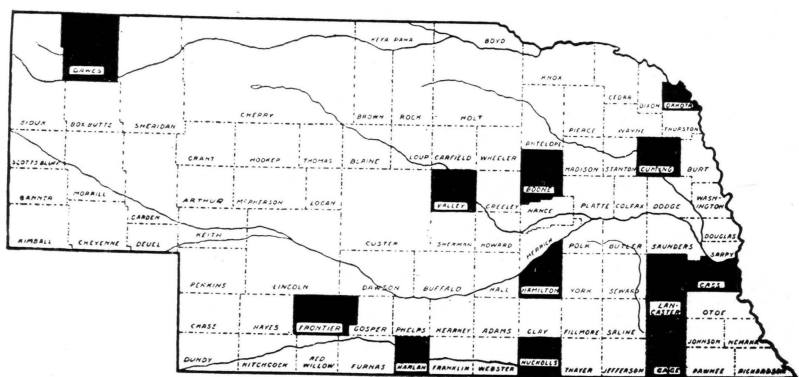 KEYA PAHA
BOYD
DAWES
KNOX
CEDAR
DIXON
DAKOTA
SIOUX
BOX BUTTE
SHERIDAN
CHERRY
BROWN
ROCK
HOLT
PIERCE
WAYNE
THURSTON
ANTELOPE
SCOTTS BLUFF
GRANT
HOOKER
THOMAS
BLAINE
LOUP
GARFIELD
WHEELER
MADISON
STANTON
CUMING
BURT
BOONE
BANNER
MORRILL
GARDEN
ARTHUR
McPHERSON
LOGAN
VALLEY
GREELEY
NANCE
PLATTE
COLFAX
DODGE
WASH-
INGTON
KIMBALL
CHEYENNE
DEUEL
KEITH
CUSTER
SHERMAN
HOWARD
MERRICK
POLK
BUTLER
SAUNDERS
DOUGLAS
SARPY
PERKINS
LINCOLN
DAWSON
BUFFALO
HALL
HAMILTON
YORK
SEWARD
LAN-
CASTER
CASS
OTOE
CHASE
HAYES
FRONTIER
GOSPER
PHELPS
KEARNEY
ADAMS
CLAY
FILLMORE
SALINE
JOHNSON
NEMAHA
DUNDY
HITCHCOCK
RED
WILLOW
FURNAS
HARLAN
FRANKLIN
WEBSTER
NUCKOLLS
THAYER
JEFFERSON
GAGE
PAWNEE
RICHARDSON